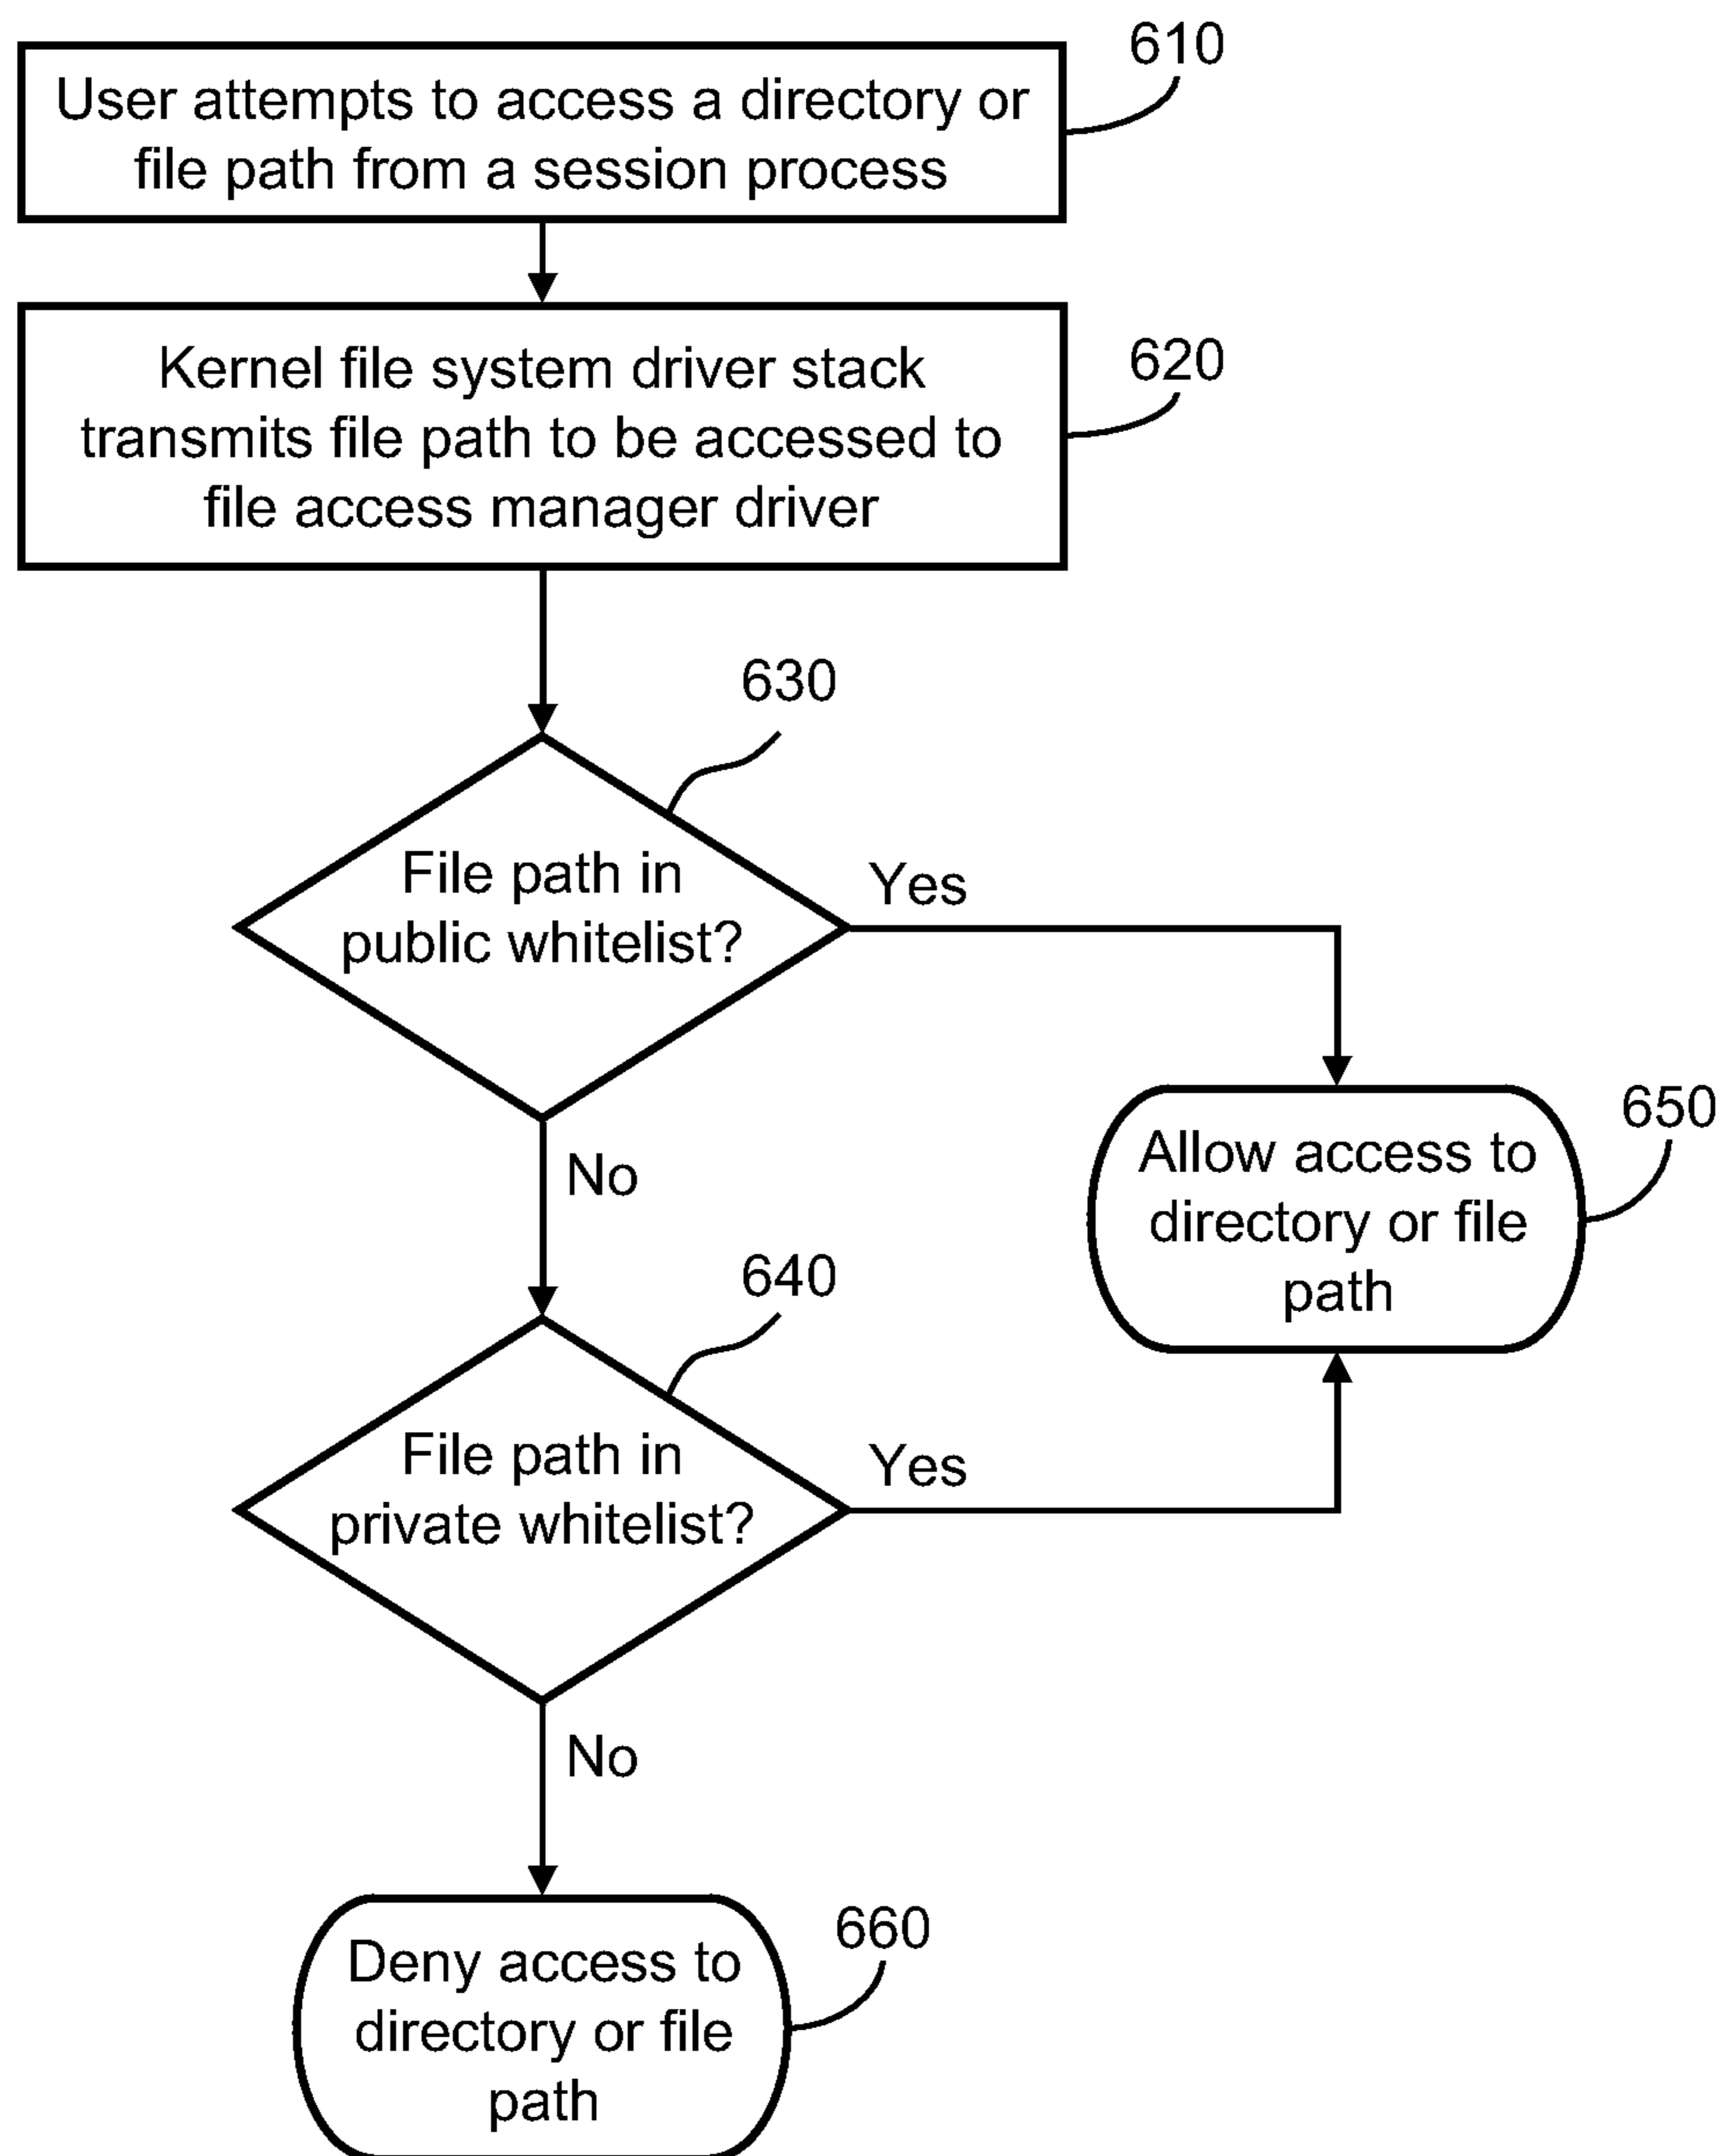 610
User attempts to access a directory or
file path from a session process
620
Kernel file system driver stack
transmits file path to be accessed to
file access manager driver
630
File path in
public whitelist?
Yes
No
650
Allow access to
directory or file
path
640
File path in
private whitelist?
Yes
No
660
Deny access to
directory or file
path